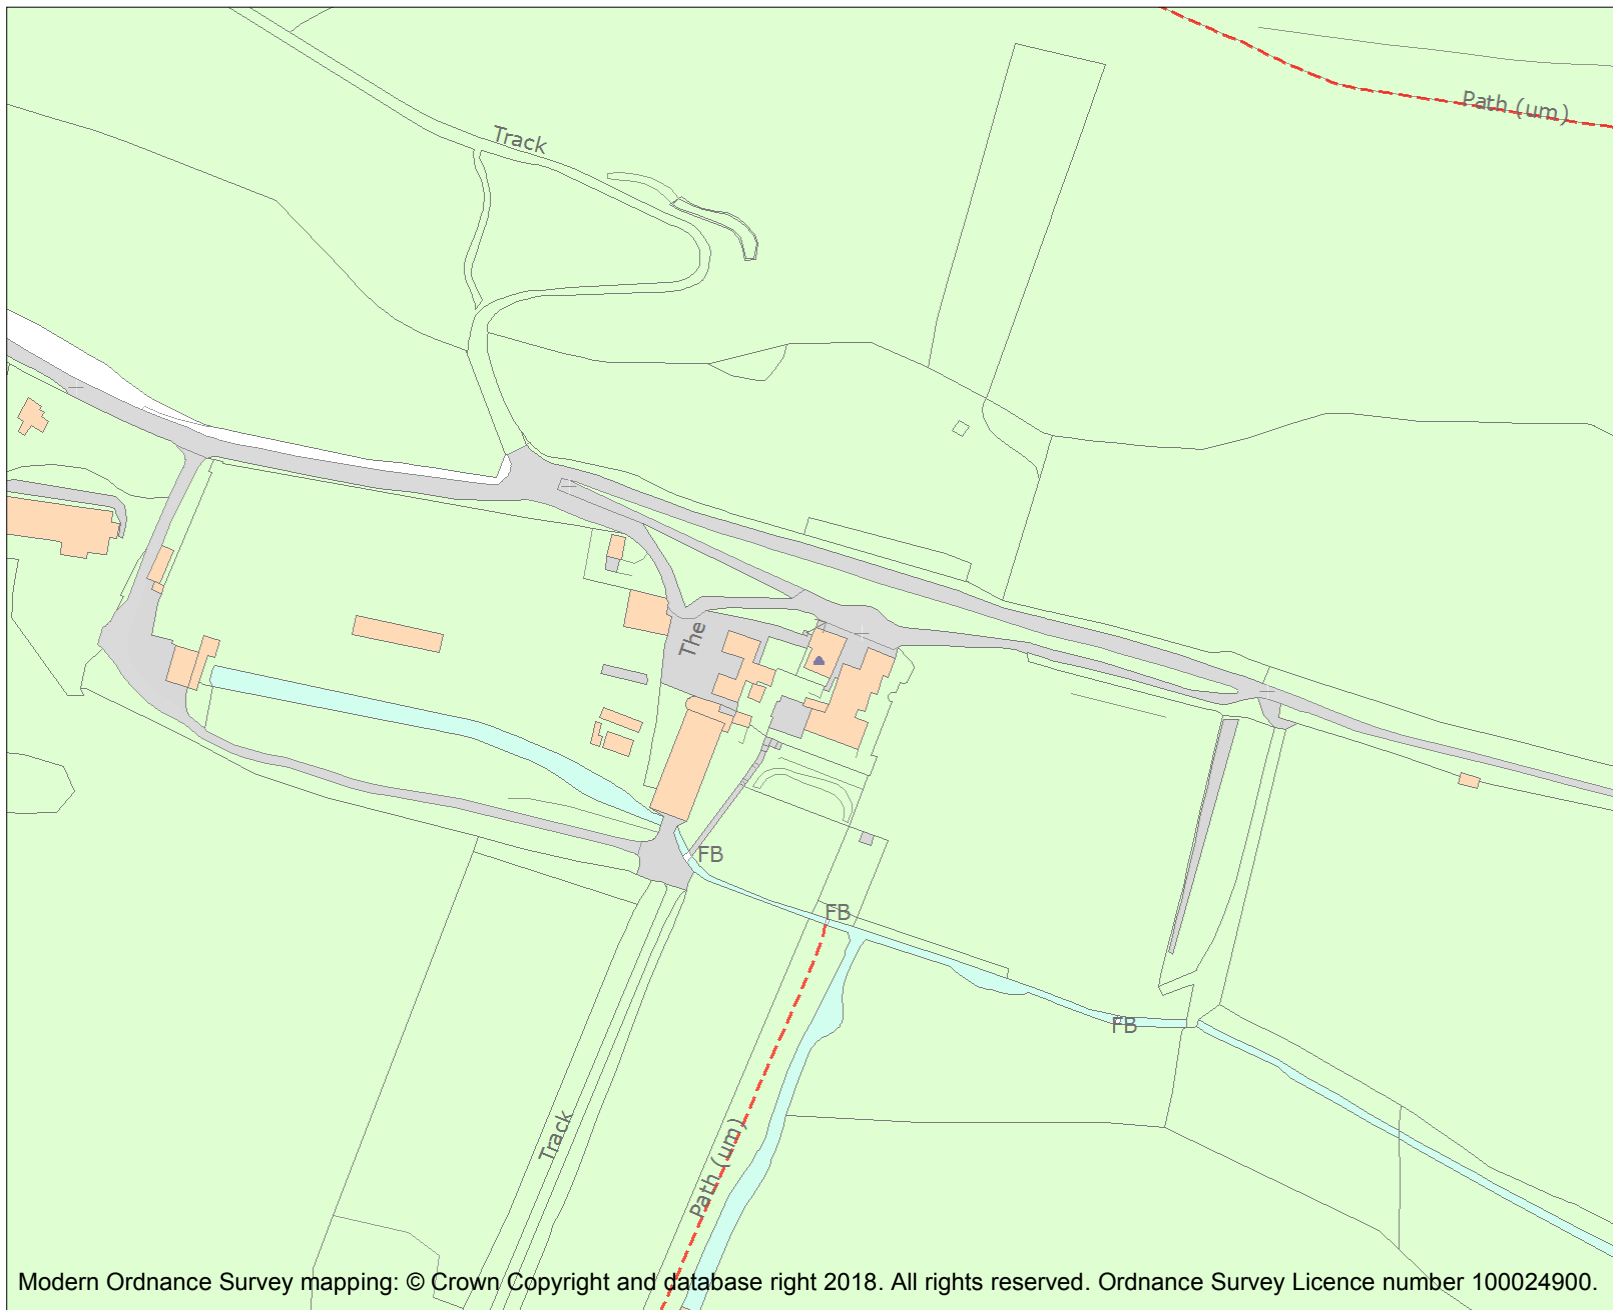 Path (um)
Track
The
FB
FB
FB
Track
Path (um)
Modern Ordnance Survey mapping: © Crown Copyright and database right 2018. All rights reserved. Ordnance Survey Licence number 100024900.